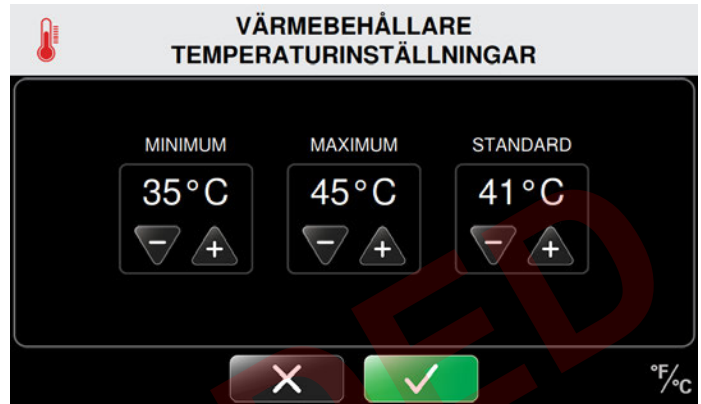 VÄRMEBEHÅLLARE
TEMPERATURINSTÄLLNINGAR
MINIMUM MAXIMUM STANDARD
35°C 45°C 41°C
− + − + − +
°F/°C